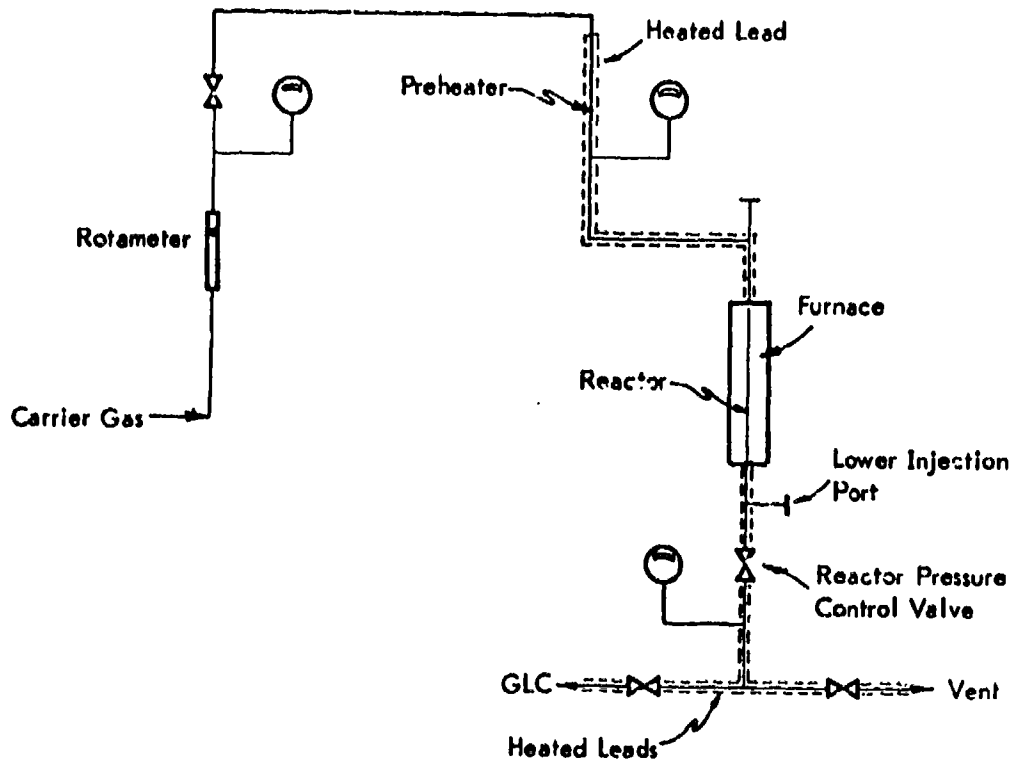 Heated Lead
Preheater
Rotameter
Furnace
Reactor
Carrier Gas
Lower Injection
Port
Reactor Pressure
Control Valve
GLC
Vent
Heated Leads